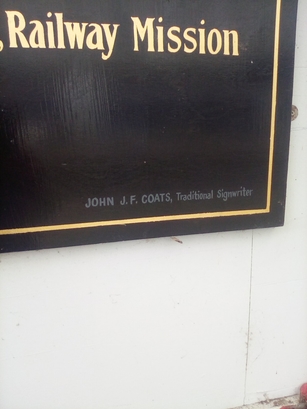 , Railway Mission
JOHN J.F. COATS, Traditional Signwriter